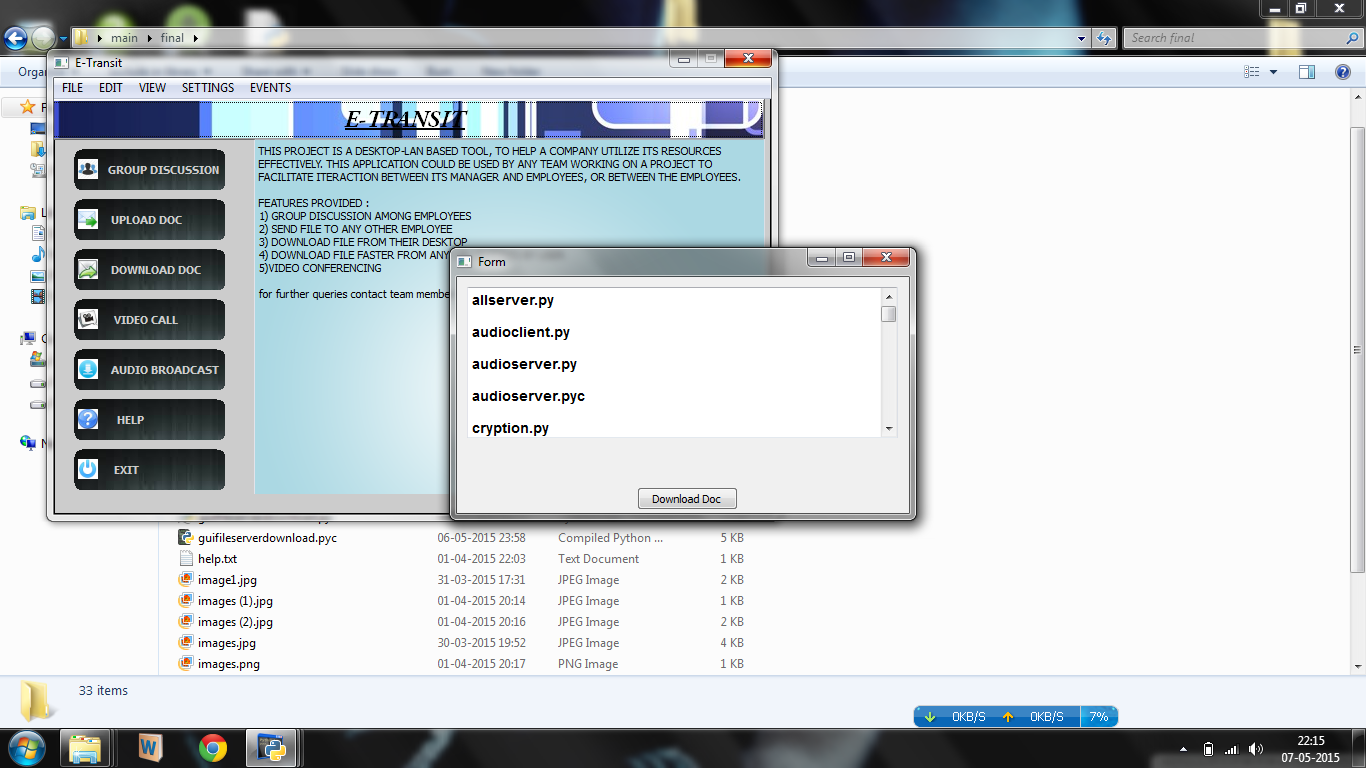 main
final
Search final
E-Transit
FILE EDIT VIEW SETTINGS EVENTS
E-TRANSIT
GROUP DISCUSSION
UPLOAD DOC
DOWNLOAD DOC
VIDEO CALL
AUDIO BROADCAST
HELP
EXIT
THIS PROJECT IS A DESKTOP-LAN BASED TOOL, TO HELP A COMPANY UTILIZE ITS RESOURCES
EFFECTIVELY. THIS APPLICATION COULD BE USED BY ANY TEAM WORKING ON A PROJECT TO
FACILITATE ITERACTION BETWEEN ITS MANAGER AND EMPLOYEES, OR BETWEEN THE EMPLOYEES.
FEATURES PROVIDED :
1) GROUP DISCUSSION AMONG EMPLOYEES
2) SEND FILE TO ANY OTHER EMPLOYEE
3) DOWNLOAD FILE FROM THEIR DESKTOP
4) DOWNLOAD FILE FASTER FROM ANY
5)VIDEO CONFERENCING
for further queries contact team membe
Form
allserver.py
audioclient.py
audioserver.py
audioserver.pyc
cryption.py
Download Doc
guifileserverdownload.pyc 06-05-2015 23:58 Compiled Python ... 5 KB
help.txt 01-04-2015 22:03 Text Document 1 KB
image1.jpg 31-03-2015 17:31 JPEG Image 2 KB
images (1).jpg 01-04-2015 20:14 JPEG Image 1 KB
images (2).jpg 01-04-2015 20:16 JPEG Image 2 KB
images.jpg 30-03-2015 19:52 JPEG Image 4 KB
images.png 01-04-2015 20:17 PNG Image 1 KB
33 items
0KB/S 0KB/S 7%
22:15
07-05-2015